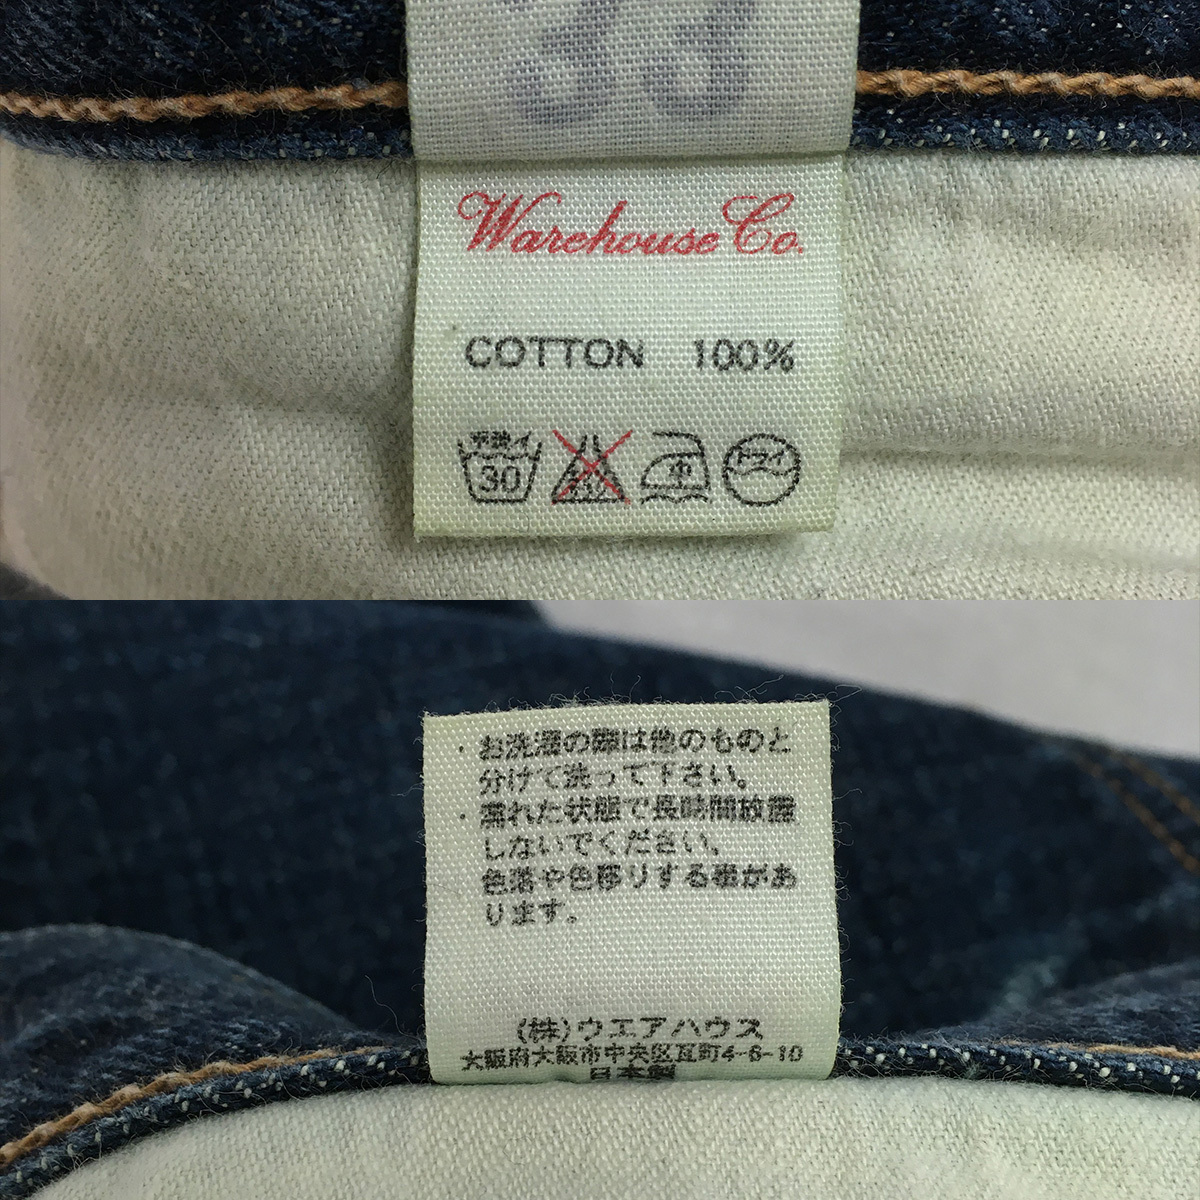 33
Warehouse Co.
COTTON 100%
30 中 ドライ
・お洗濯の際は他のものと
分けて洗って下さい。
・濡れた状態で長時間放置
しないでください。
色落や色移りする事があ
ります。
(株)ウエアハウス
大阪府大阪市中央区瓦町4-6-10
日本製